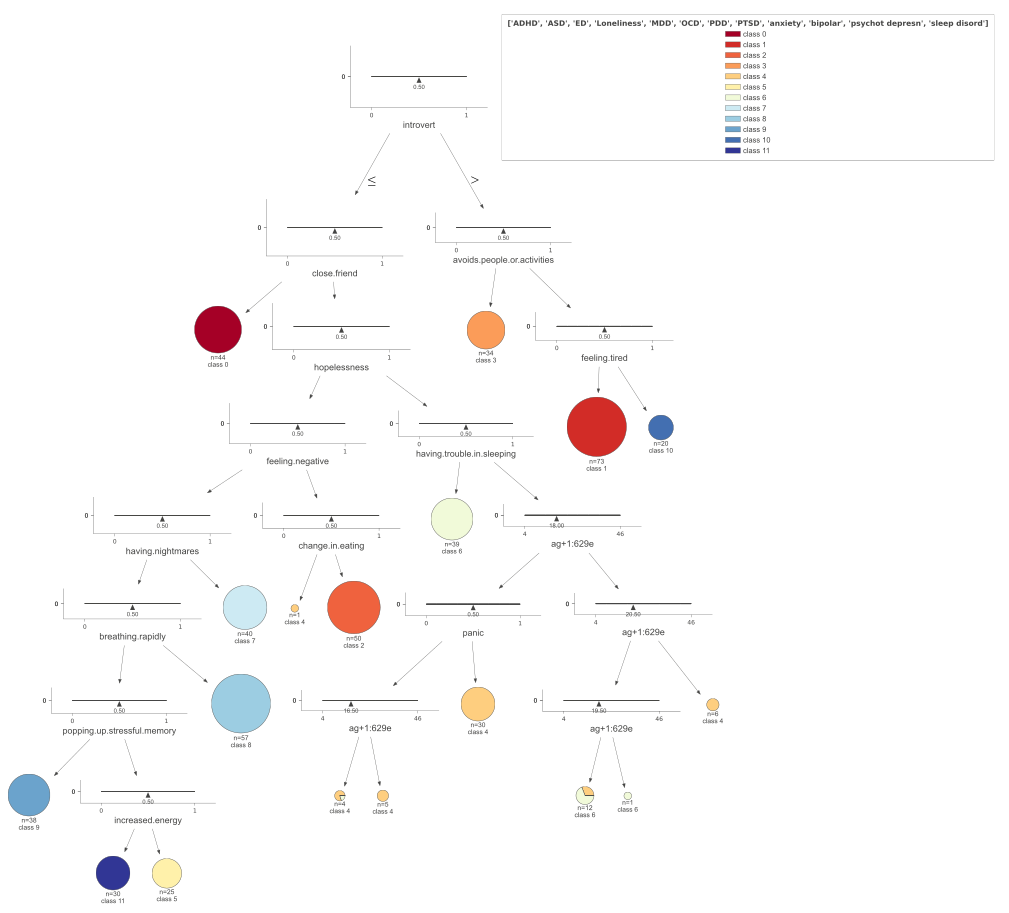 ['ADHD', 'ASD', 'ED', 'Loneliness', 'MDD', 'OCD', 'PDD', 'PTSD', 'anxiety', 'bipolar', 'psychot depresn', 'sleep disord']
class 0
class 1
class 2
class 3
class 4
class 5
class 6
class 7
class 8
class 9
class 10
class 11
0
0.50
0 1
introvert
≤ >
0
0.50
0 1
close.friend
0
0.50
0 1
avoids.people.or.activities
n=44
class 0
0
0.50
0 1
hopelessness
n=34
class 3
0
0.50
0 1
feeling.tired
0
0.50
0 1
feeling.negative
0
0.50
0 1
having.trouble.in.sleeping
n=73
class 1
n=20
class 10
0
0.50
0 1
having.nightmares
0
0.50
0 1
change.in.eating
n=39
class 6
0
18.00
4 46
ag+1:629e
0
0.50
0 1
breathing.rapidly
n=40
class 7
n=1
class 4
n=50
class 2
0
0.50
0 1
panic
0
20.50
4 46
ag+1:629e
0
0.50
0 1
popping.up.stressful.memory
n=57
class 8
0
16.50
4 46
ag+1:629e
n=30
class 4
0
19.50
4 46
ag+1:629e
n=6
class 4
n=38
class 9
0
0.50
0 1
increased.energy
n=4
class 4
n=5
class 4
n=12
class 6
n=1
class 6
n=30
class 11
n=25
class 5